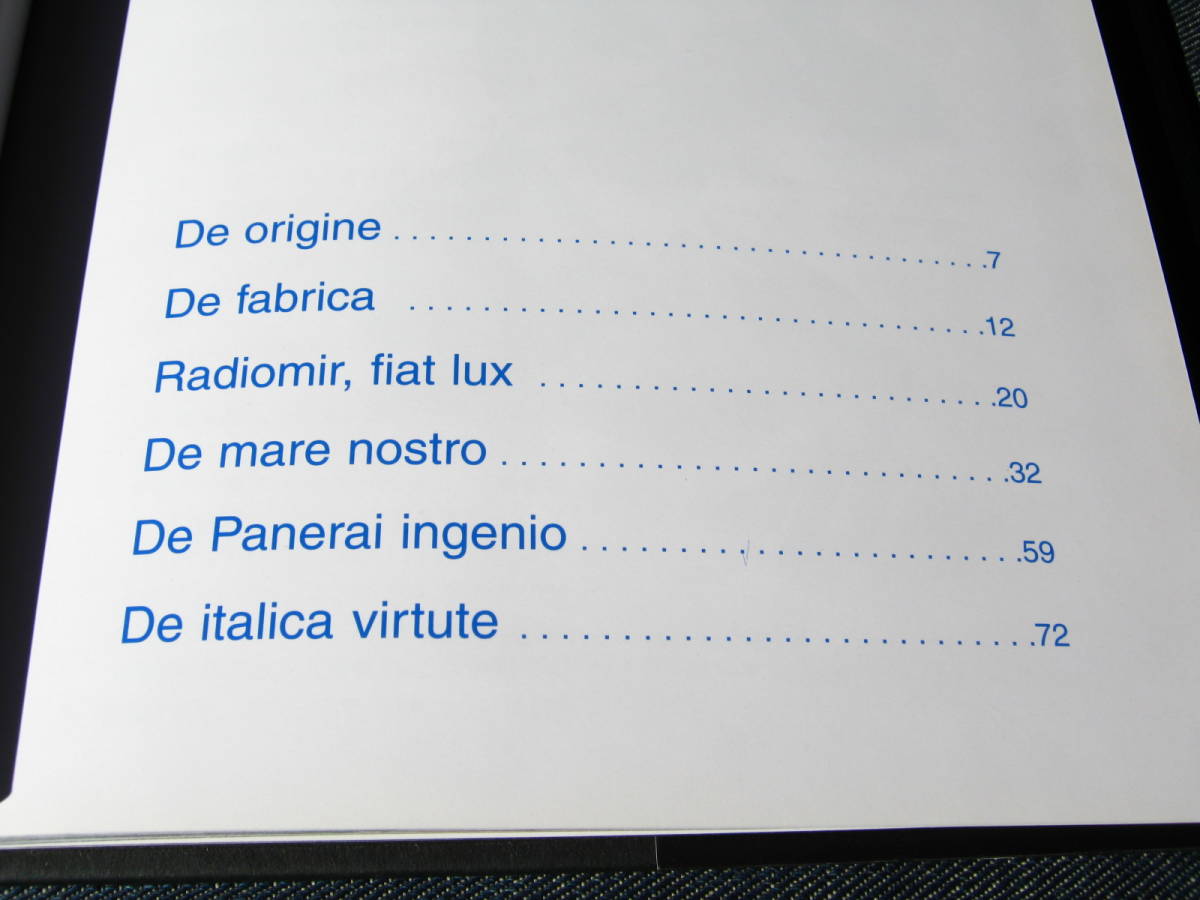 De origine ..................................7
De fabrica .................................12
Radiomir, fiat lux .........................20
De mare nostro ...........................32
De Panerai ingenio .......................59
De italica virtute ...........................72